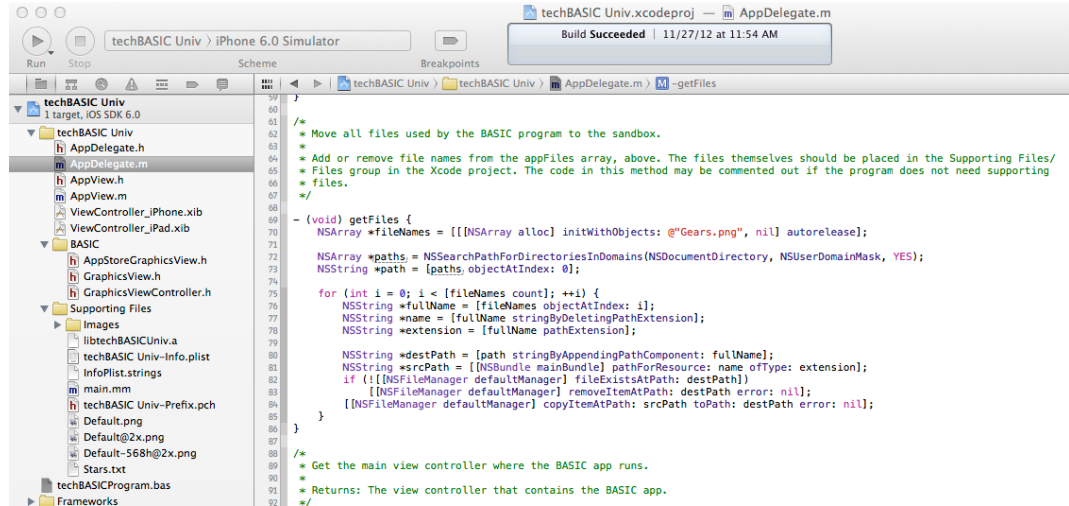 techBASIC Univ.xcodeproj — AppDelegate.m
techBASIC Univ 〉 iPhone 6.0 Simulator
Build Succeeded | 11/27/12 at 11:54 AM
Run Stop Scheme Breakpoints
techBASIC Univ 〉 techBASIC Univ 〉 AppDelegate.m 〉 M -getFiles
techBASIC Univ
1 target, iOS SDK 6.0
techBASIC Univ
h AppDelegate.h
m AppDelegate.m
h AppView.h
m AppView.m
ViewController_iPhone.xib
ViewController_iPad.xib
BASIC
h AppStoreGraphicsView.h
h GraphicsView.h
h GraphicsViewController.h
Supporting Files
Images
libtechBASICUniv.a
techBASIC Univ-Info.plist
InfoPlist.strings
m main.mm
h techBASIC Univ-Prefix.pch
Default.png
Default@2x.png
Default-568h@2x.png
Stars.txt
techBASICProgram.bas
Frameworks
59 }
60
61 /*
62 * Move all files used by the BASIC program to the sandbox.
63 *
64 * Add or remove file names from the appFiles array, above. The files themselves should be placed in the Supporting Files/
65 * Files group in the Xcode project. The code in this method may be commented out if the program does not need supporting
66 * files.
67 */
68
69 - (void) getFiles {
70 NSArray *fileNames = [[[NSArray alloc] initWithObjects: @"Gears.png", nil] autorelease];
71
72 NSArray *paths = NSSearchPathForDirectoriesInDomains(NSDocumentDirectory, NSUserDomainMask, YES);
73 NSString *path = [paths objectAtIndex: 0];
74
75 for (int i = 0; i < [fileNames count]; ++i) {
76 NSString *fullName = [fileNames objectAtIndex: i];
77 NSString *name = [fullName stringByDeletingPathExtension];
78 NSString *extension = [fullName pathExtension];
79
80 NSString *destPath = [path stringByAppendingPathComponent: fullName];
81 NSString *srcPath = [[NSBundle mainBundle] pathForResource: name ofType: extension];
82 if (![[NSFileManager defaultManager] fileExistsAtPath: destPath])
83 [[NSFileManager defaultManager] removeItemAtPath: destPath error: nil];
84 [[NSFileManager defaultManager] copyItemAtPath: srcPath toPath: destPath error: nil];
85 }
86 }
87
88 /*
89 * Get the main view controller where the BASIC app runs.
90 *
91 * Returns: The view controller that contains the BASIC app.
92 */